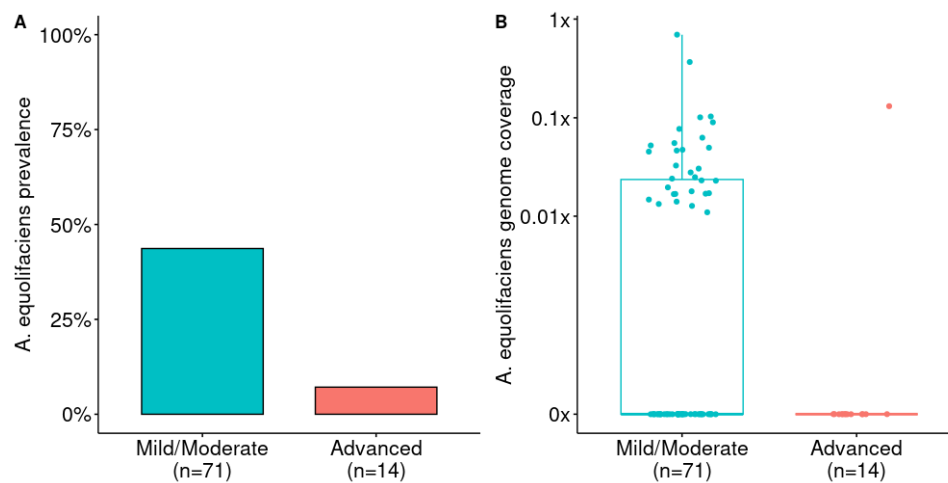 A
A. equolifaciens prevalence
100%
75%
50%
25%
0%
Mild/Moderate
(n=71)
Advanced
(n=14)
B
A. equolifaciens genome coverage
1x
0.1x
0.01x
0x
Mild/Moderate
(n=71)
Advanced
(n=14)